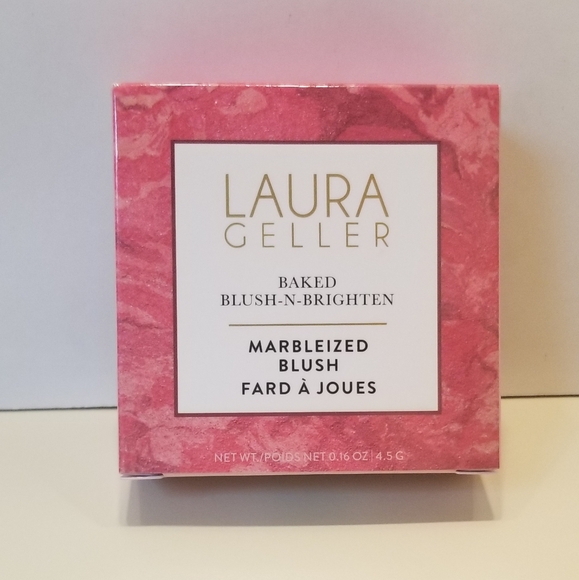 LAURA
GELLER
BAKED
BLUSH-N-BRIGHTEN
MARBLEIZED
BLUSH
FARD À JOUES
NET WT./POIDS NET 0.16 OZ | 4.5 G